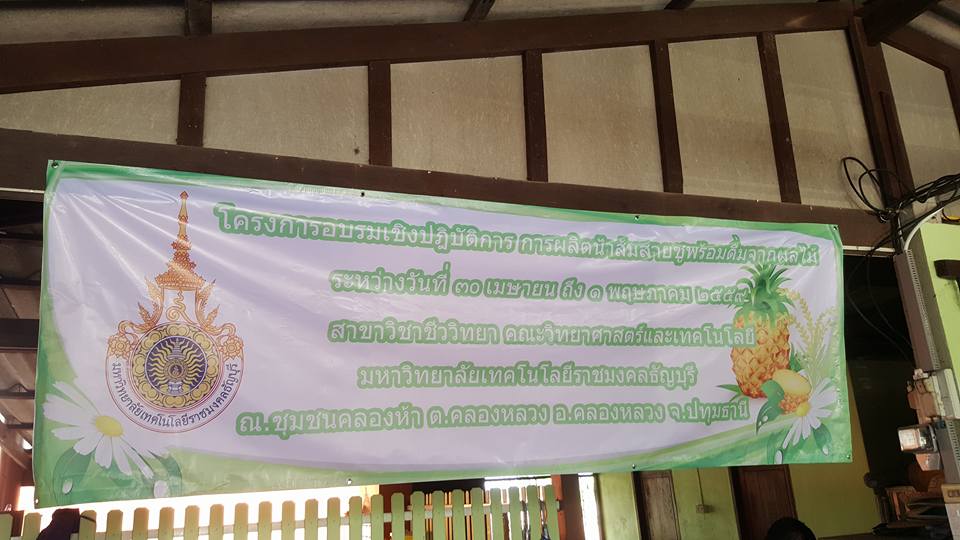 โครงการอบรมเชิงปฏิบัติการ การผลิตน้ำส้มสายชูพร้อมดื่มจากผลไม้
ระหว่างวันที่ ๓๐ เมษายน ถึง ๑ พฤษภาคม ๒๕๕๙
สาขาวิชาชีววิทยา คณะวิทยาศาสตร์และเทคโนโลยี
มหาวิทยาลัยเทคโนโลยีราชมงคลธัญบุรี
ณ.ชุมชนคลองห้า ต.คลองหลวง อ.คลองหลวง จ.ปทุมธานี
มหาวิทยาลัยเทคโนโลยีราชมงคลธัญบุรี